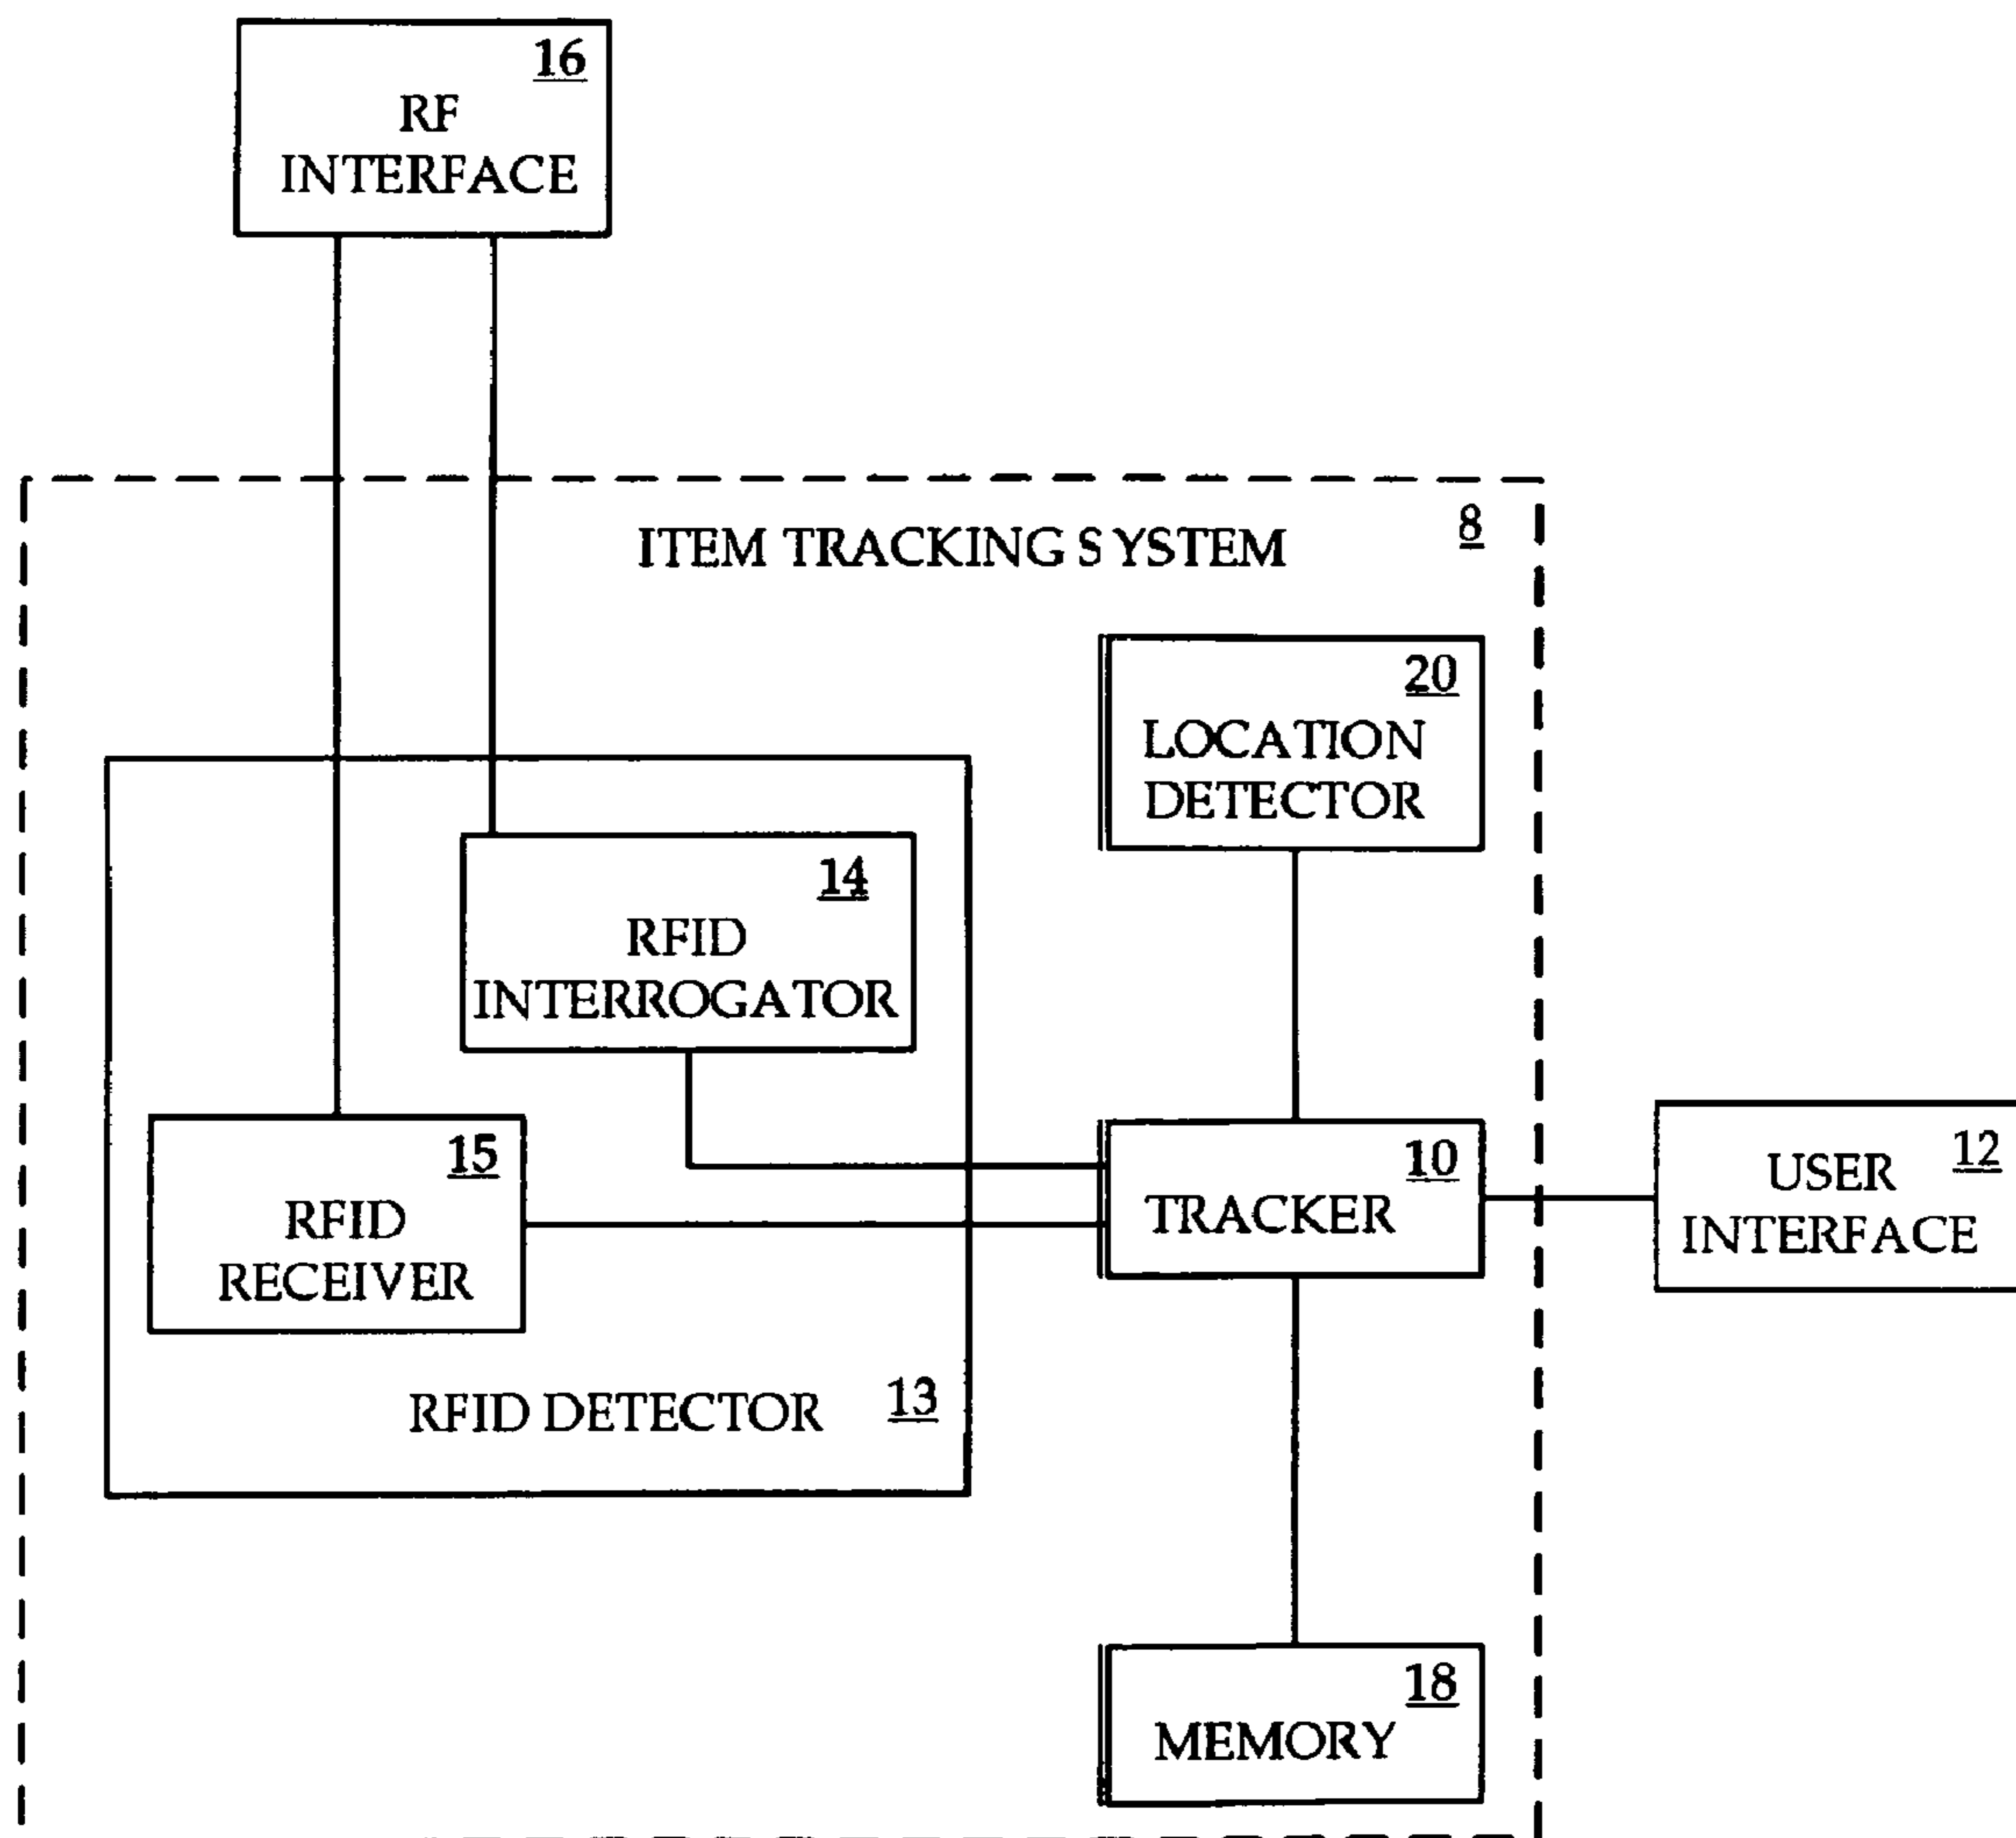 16
RF
INTERFACE
ITEM TRACKING SYSTEM 8
20
LOCATION
DETECTOR
14
RFID
INTERROGATOR
15
RFID
RECEIVER
10
TRACKER
12
USER
INTERFACE
RFID DETECTOR 13
18
MEMORY